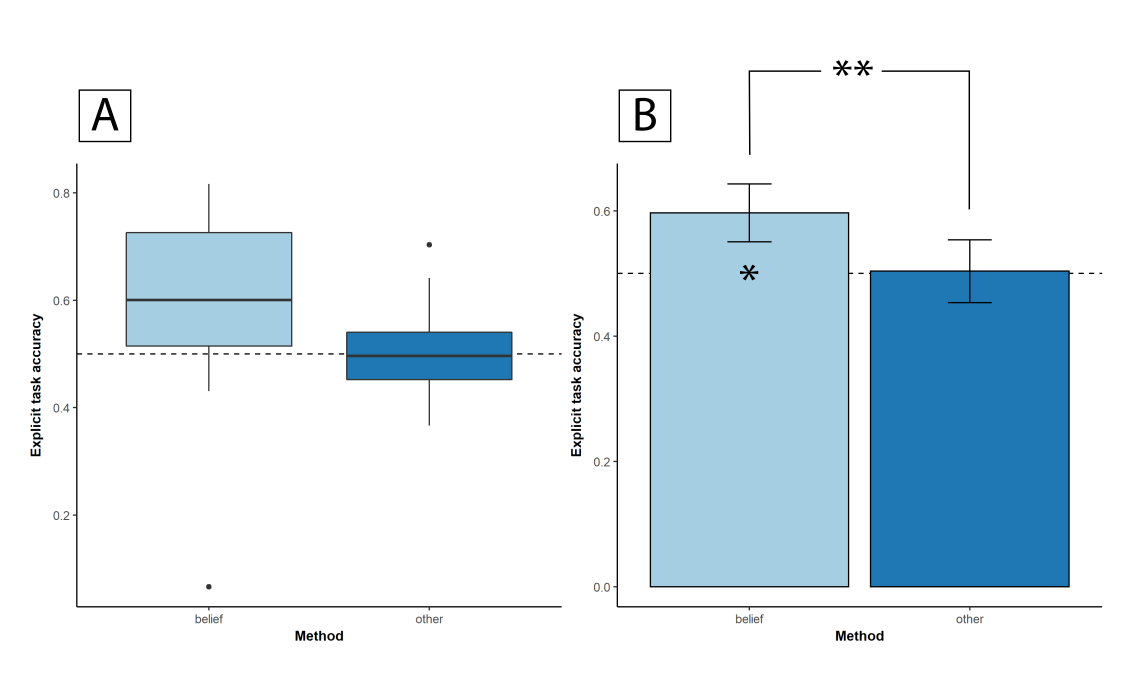 A
0.8
0.6
0.4
0.2
Explicit task accuracy
belief other
Method
B
**
*
0.6
0.4
0.2
0.0
Explicit task accuracy
belief other
Method